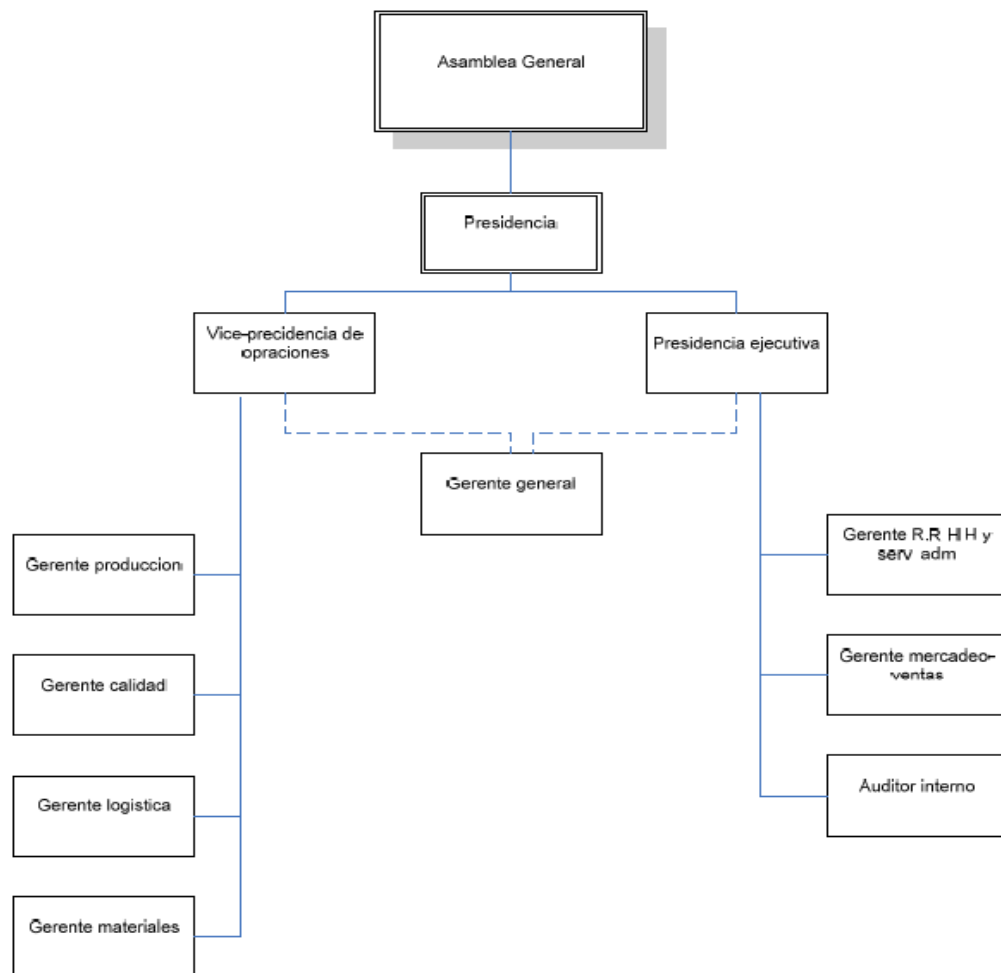 Asamblea General
Presidencia
Vice-precidencia de
opraciones
Presidencia ejecutiva
Gerente general
Gerente produccion
Gerente calidad
Gerente logistica
Gerente materiales
Gerente R.R H H y
serv adm
Gerente mercadeo-
ventas
Auditor interno